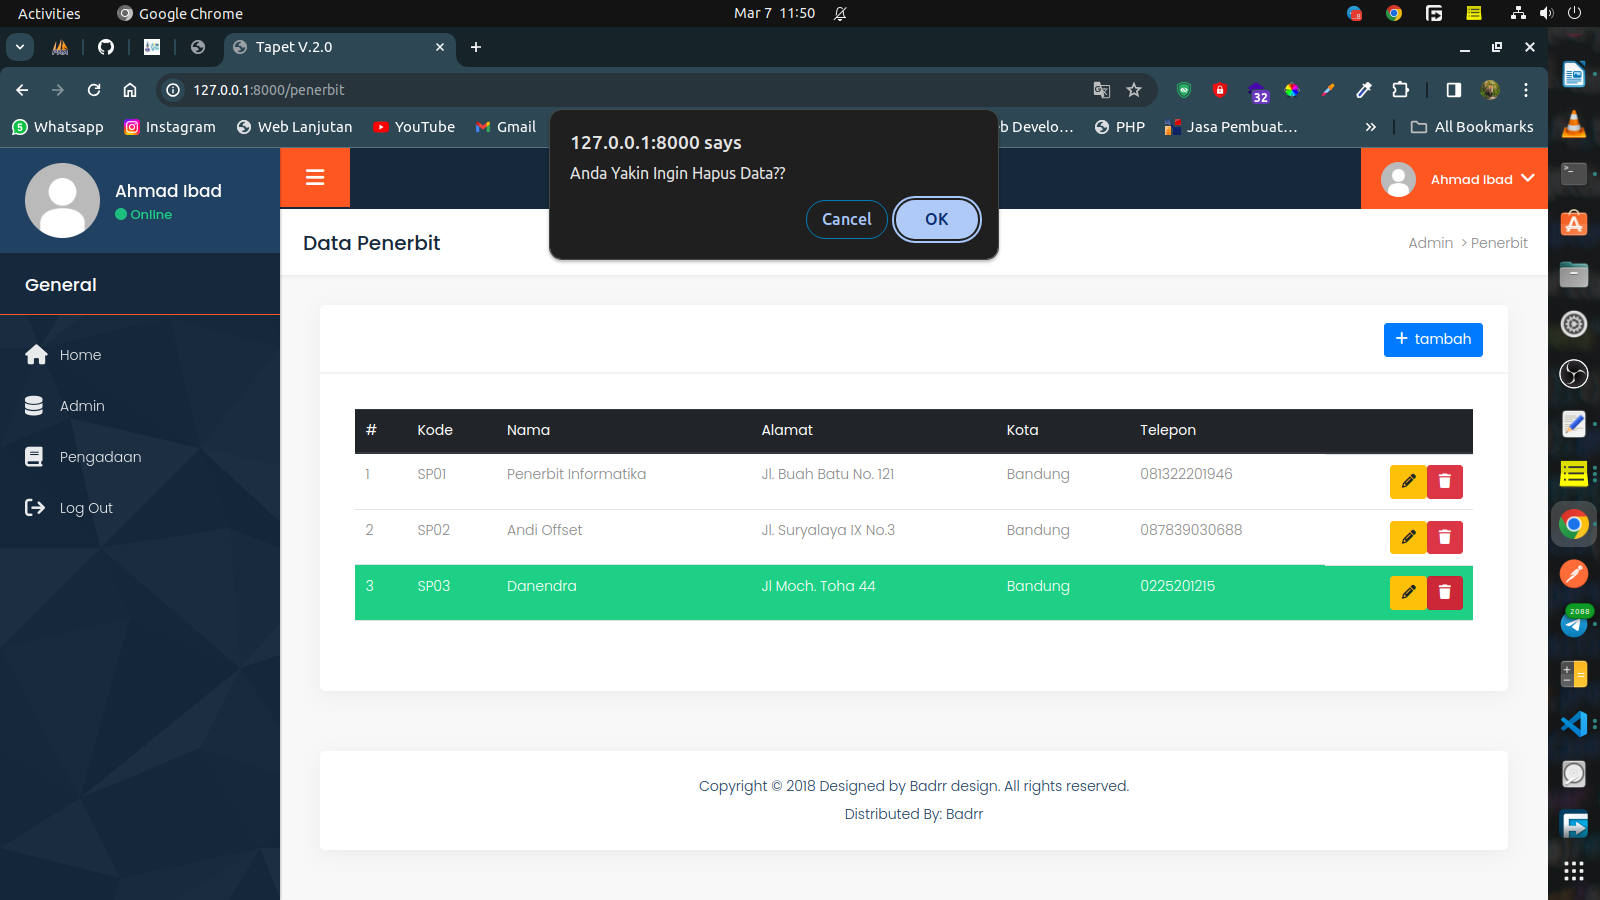 Activities Google Chrome Mar 7 11:50
Tapet V.2.0
127.0.0.1:8000/penerbit 32
Whatsapp Instagram Web Lanjutan YouTube Gmail b Develo... PHP Jasa Pembuat... All Bookmarks
127.0.0.1:8000 says
Anda Yakin Ingin Hapus Data??
Cancel OK
Ahmad Ibad
Online
Ahmad Ibad
Data Penerbit
Admin > Penerbit
General
Home
Admin
Pengadaan
Log Out
+ tambah
# Kode Nama Alamat Kota Telepon
1 SP01 Penerbit Informatika Jl. Buah Batu No. 121 Bandung 081322201946
2 SP02 Andi Offset Jl. Suryalaya IX No.3 Bandung 087839030688
3 SP03 Danendra Jl Moch. Toha 44 Bandung 0225201215
2088
Copyright © 2018 Designed by Badrr design. All rights reserved.
Distributed By: Badrr